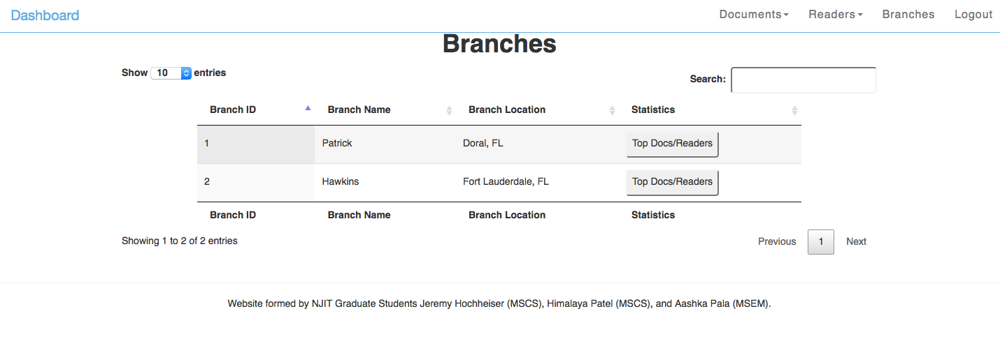 Dashboard Documents Readers Branches Logout
Branches
Show 10 entries Search:
Branch ID Branch Name Branch Location Statistics
1 Patrick Doral, FL Top Docs/Readers
2 Hawkins Fort Lauderdale, FL Top Docs/Readers
Branch ID Branch Name Branch Location Statistics
Showing 1 to 2 of 2 entries Previous 1 Next
Website formed by NJIT Graduate Students Jeremy Hochheiser (MSCS), Himalaya Patel (MSCS), and Aashka Pala (MSEM).